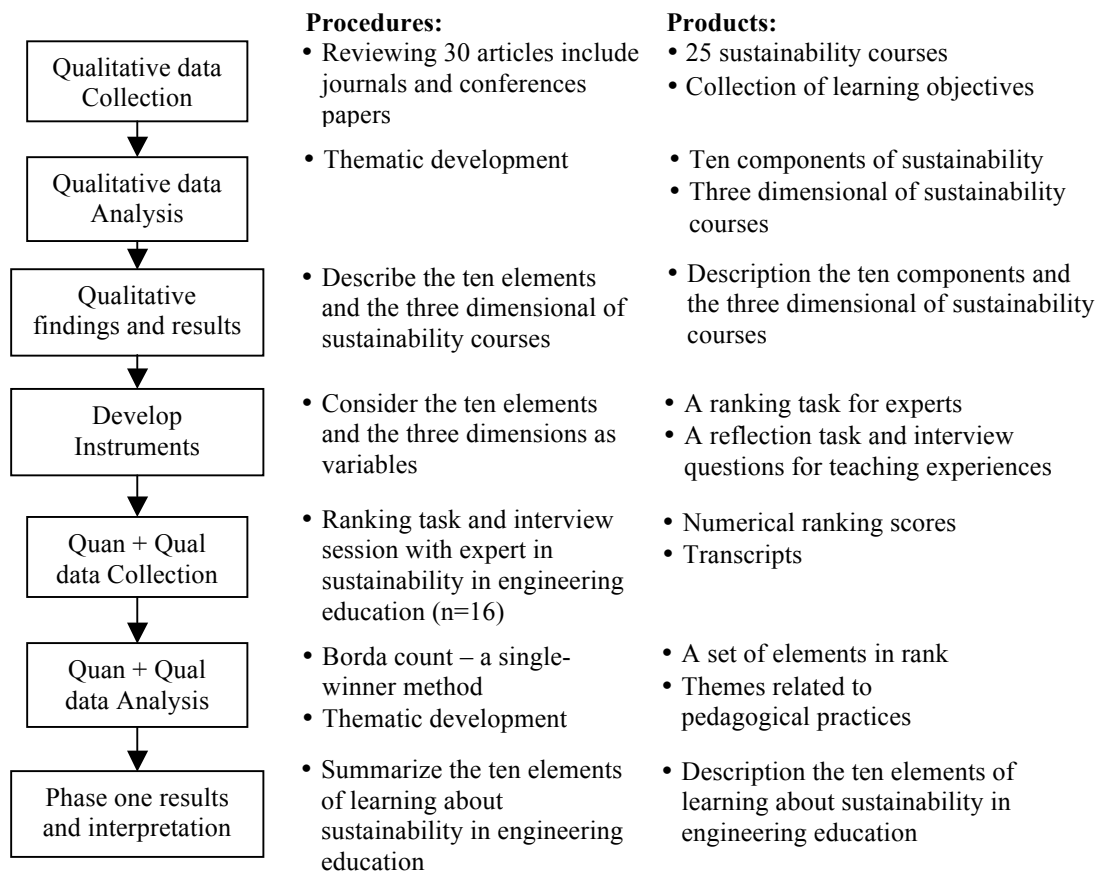 Procedures:
Products:
Qualitative data
Collection
• Reviewing 30 articles include
journals and conferences
papers
• 25 sustainability courses
• Collection of learning objectives
Qualitative data
Analysis
• Thematic development
• Ten components of sustainability
• Three dimensional of sustainability
courses
Qualitative
findings and results
• Describe the ten elements
and the three dimensional of
sustainability courses
• Description the ten components and
the three dimensional of sustainability
courses
Develop
Instruments
• Consider the ten elements
and the three dimensions as
variables
• A ranking task for experts
• A reflection task and interview
questions for teaching experiences
Quan + Qual
data Collection
• Ranking task and interview
session with expert in
sustainability in engineering
education (n=16)
• Numerical ranking scores
• Transcripts
Quan + Qual
data Analysis
• Borda count – a single-
winner method
• Thematic development
• A set of elements in rank
• Themes related to
pedagogical practices
Phase one results
and interpretation
• Summarize the ten elements
of learning about
sustainability in engineering
education
• Description the ten elements of
learning about sustainability in
engineering education